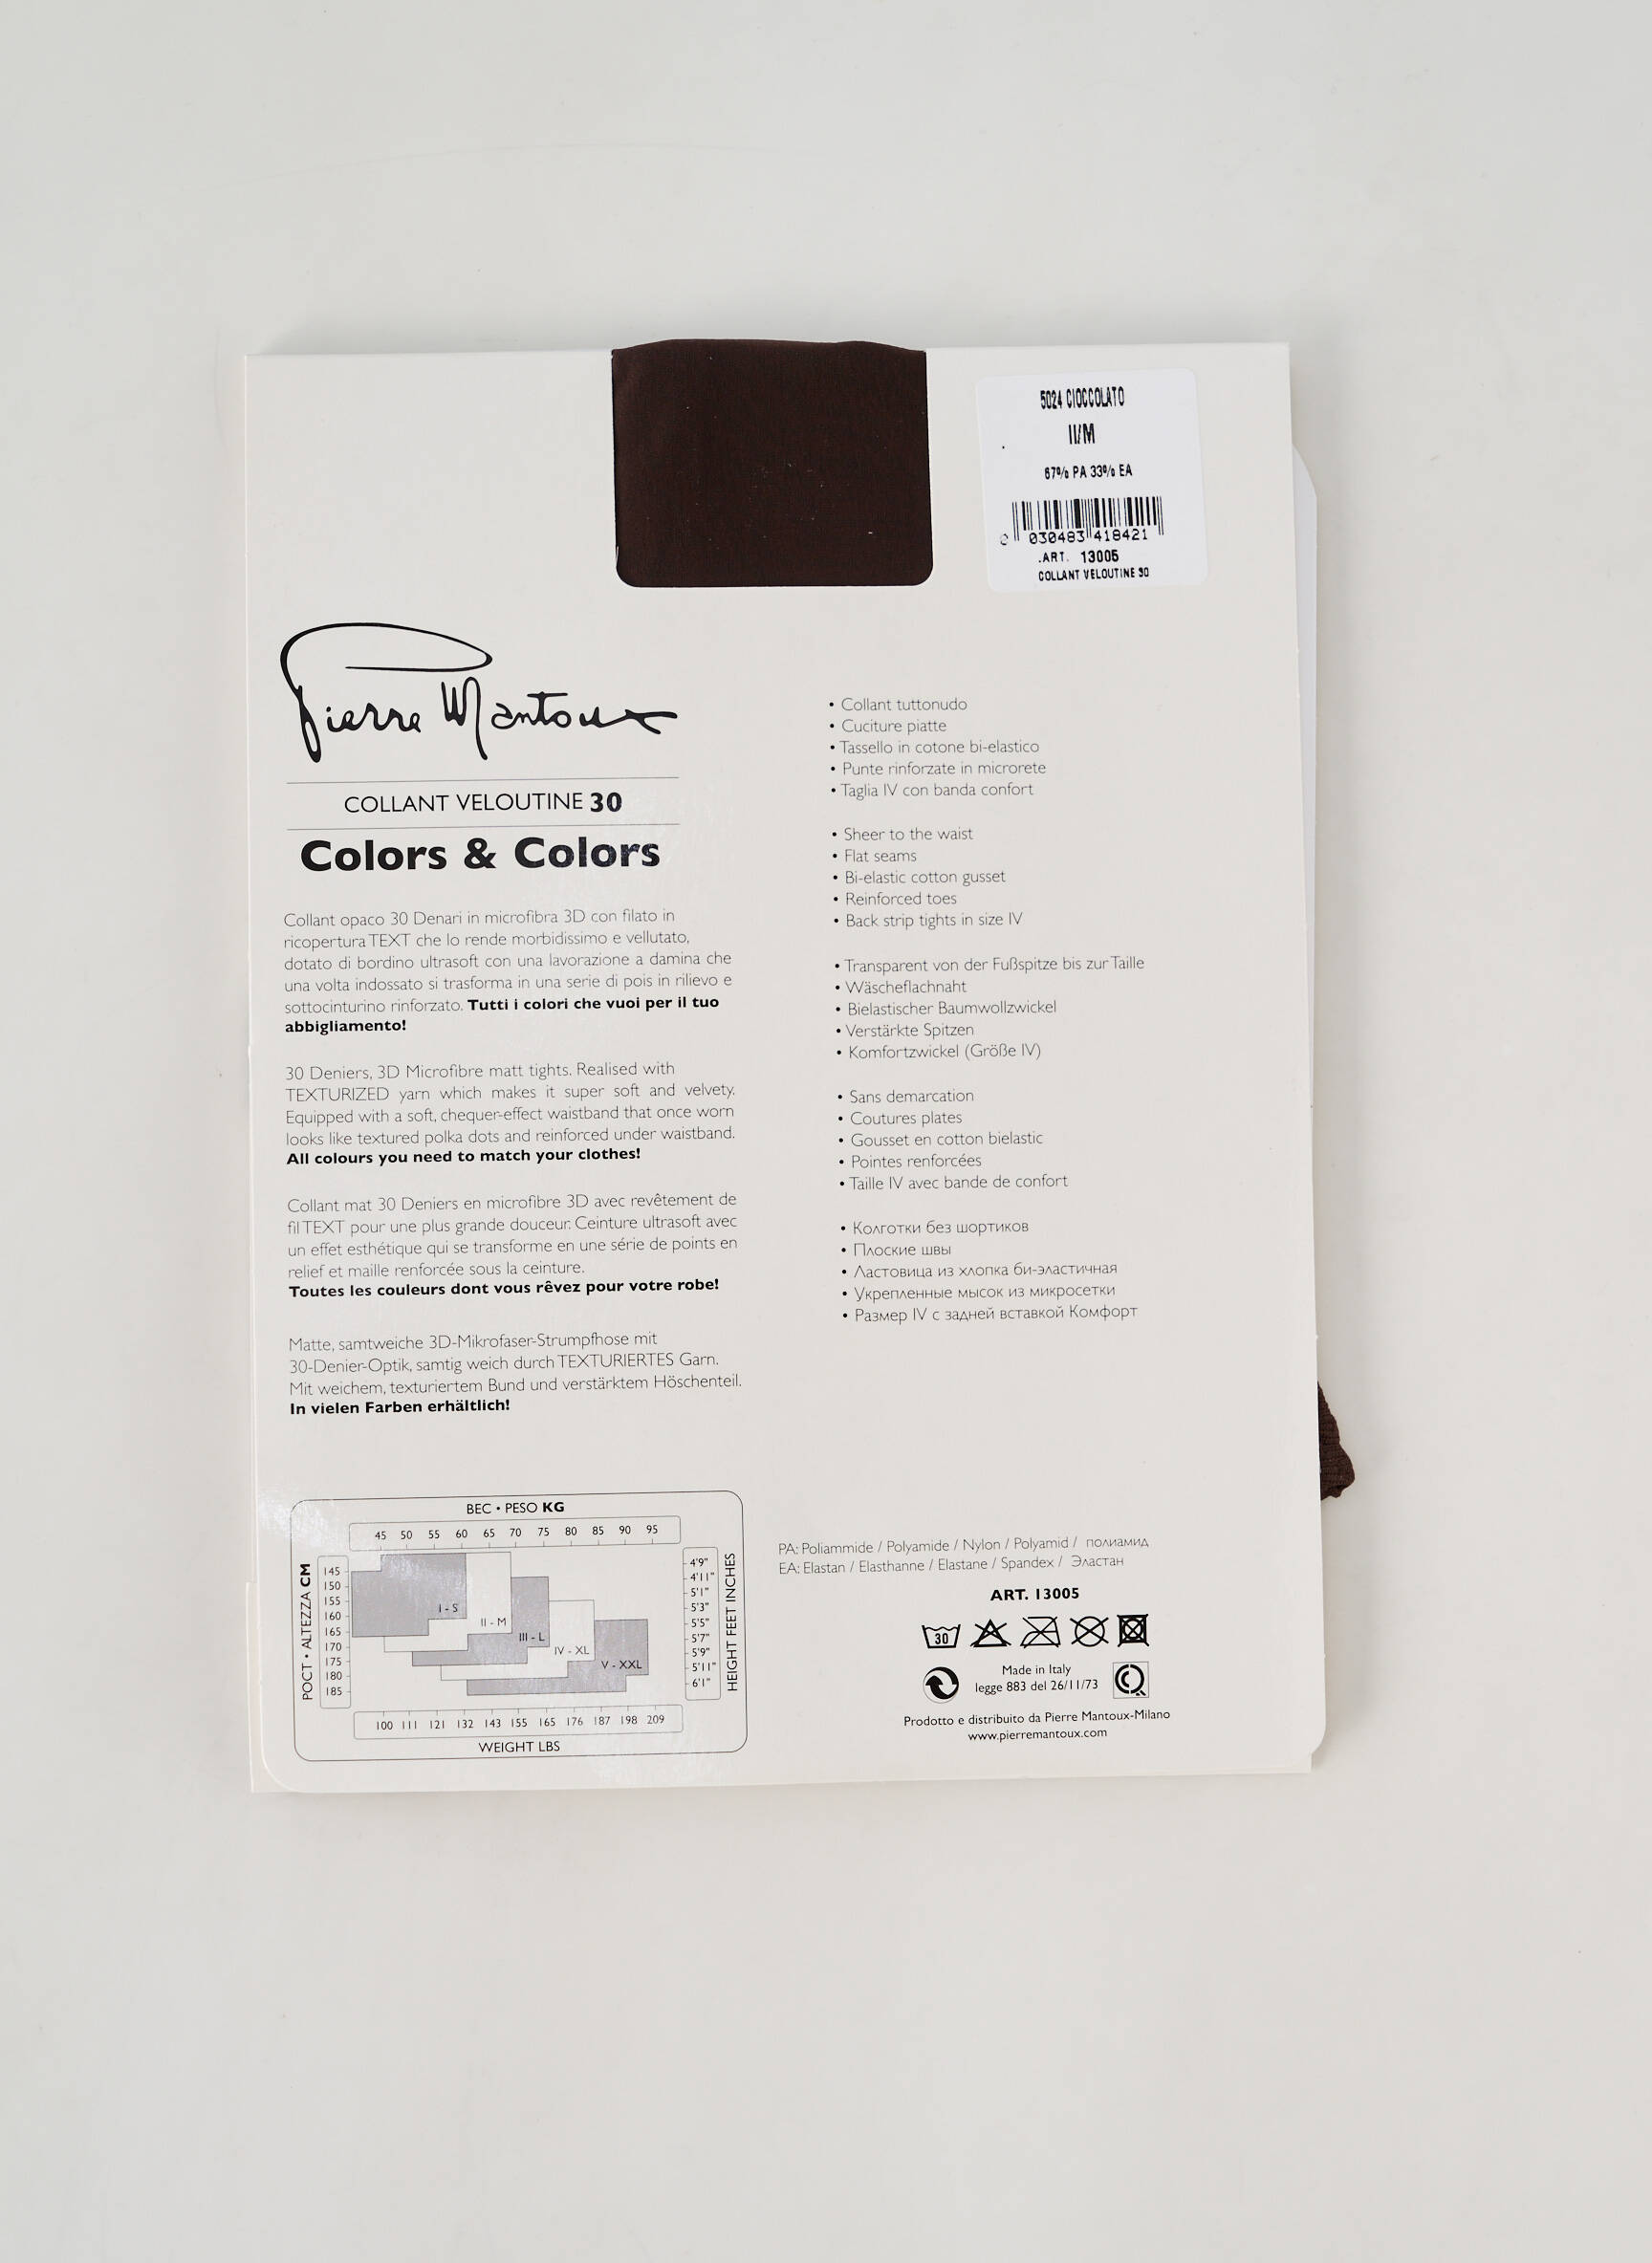 5024 CIOCCOLATO
II/M
67% PA 33% EA
030483 418421
.ART. 13005
COLLANT VELOUTINE 30
Pierre Mantoux
COLLANT VELOUTINE 30
Colors & Colors
Collant opaco 30 Denari in microfibra 3D con filato in
ricopertura TEXT che lo rende morbidissimo e vellutato,
dotato di bordino ultrasoft con una lavorazione a damina che
una volta indossato si trasforma in una serie di pois in rilievo e
sottocinturino rinforzato. Tutti i colori che vuoi per il tuo
abbigliamento!
30 Deniers, 3D Microfibre matt tights. Realised with
TEXTURIZED yarn which makes it super soft and velvety.
Equipped with a soft, chequer-effect waistband that once worn
looks like textured polka dots and reinforced under waistband.
All colours you need to match your clothes!
Collant mat 30 Deniers en microfibre 3D avec revêtement de
fil TEXT pour une plus grande douceur. Ceinture ultrasoft avec
un effet esthétique qui se transforme en une série de points en
relief et maille renforcée sous la ceinture.
Toutes les couleurs dont vous rêvez pour votre robe!
Matte, samtweiche 3D-Mikrofaser-Strumpfhose mit
30-Denier-Optik, samtig weich durch TEXTURIERTES Garn.
Mit weichem, texturiertem Bund und verstärktem Höschenteil.
In vielen Farben erhältlich!
• Collant tuttonudo
• Cuciture piatte
• Tassello in cotone bi-elastico
• Punte rinforzate in microrete
• Taglia IV con banda confort
• Sheer to the waist
• Flat seams
• Bi-elastic cotton gusset
• Reinforced toes
• Back strip tights in size IV
• Transparent von der Fußspitze bis zur Taille
• Wäscheflachnaht
• Bielastischer Baumwollzwickel
• Verstärkte Spitzen
• Komfortzwickel (Größe IV)
• Sans demarcation
• Coutures plates
• Gousset en cotton bielastic
• Pointes renforcées
• Taille IV avec bande de confort
• Колготки без шортиков
• Плоские швы
• Ластовица из хлопка би-эластичная
• Укрепленные мысок из микросетки
• Размер IV с задней вставкой Комфорт
ВЕС • PESO KG
45 50 55 60 65 70 75 80 85 90 95
РОСТ • ALTEZZA CM
145
150
155
160
165
170
175
180
185
I - S
II - M
III - L
IV - XL
V - XXL
4'9"
4'11"
5'1"
5'3"
5'5"
5'7"
5'9"
5'11"
6'1"
HEIGHT FEET INCHES
100 111 121 132 143 155 165 176 187 198 209
WEIGHT LBS
PA: Poliammide / Polyamide / Nylon / Polyamid / полиамид
EA: Elastan / Elasthanne / Elastane / Spandex / Эластан
ART. 13005
30
Made in Italy
legge 883 del 26/11/73
Prodotto e distribuito da Pierre Mantoux-Milano
www.pierremantoux.com